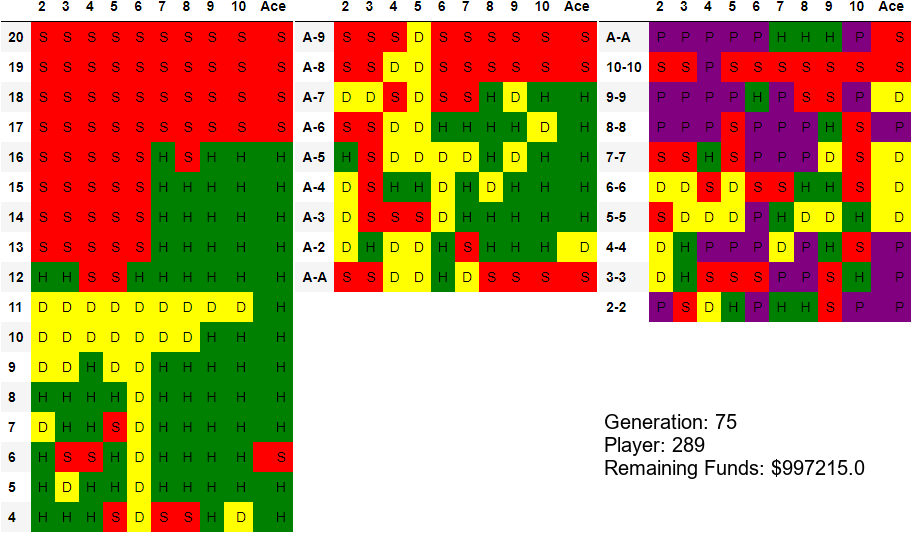 2 3 4 5 6 7 8 9 10 Ace
20 S S S S S S S S S S
19 S S S S S S S S S S
18 S S S S S S S S S S
17 S S S S S S S S S S
16 S S S S S H S H H H
15 S S S S S H H H H H
14 S S S S S H H H H H
13 S S S S S H H H H H
12 H H S S H H H H H H
11 D D D D D D D D D H
10 D D D D D D D H H H
9 D D H D D H H H H H
8 H H H H D H H H H H
7 D H H S D H H H H H
6 H S S H D H H H H S
5 H D H H D H H H H H
4 H H H S D S S H D H
2 3 4 5 6 7 8 9 10 Ace
A-9 S S S D S S S S S S
A-8 S S D D S S S S S S
A-7 D D S D S S H D H H
A-6 S S D D H H H H D H
A-5 H S D D D D H D H H
A-4 D S H H D H D H H H
A-3 D S S S D H H H H H
A-2 D H D D H S H H H D
A-A S S D D H D S S S S
2 3 4 5 6 7 8 9 10 Ace
A-A P P P P P H H H P S
10-10 S S P S S S S S S S
9-9 P P P P H P S S P D
8-8 P P P S P P P H S P
7-7 S S H S P P P D S D
6-6 D D S D S S H H S D
5-5 S D D D P H D D H D
4-4 D H P P P D P H S P
3-3 D H S S S P P S H P
2-2 P S D H P H H S P P
Generation: 75
Player: 289
Remaining Funds: $997215.0